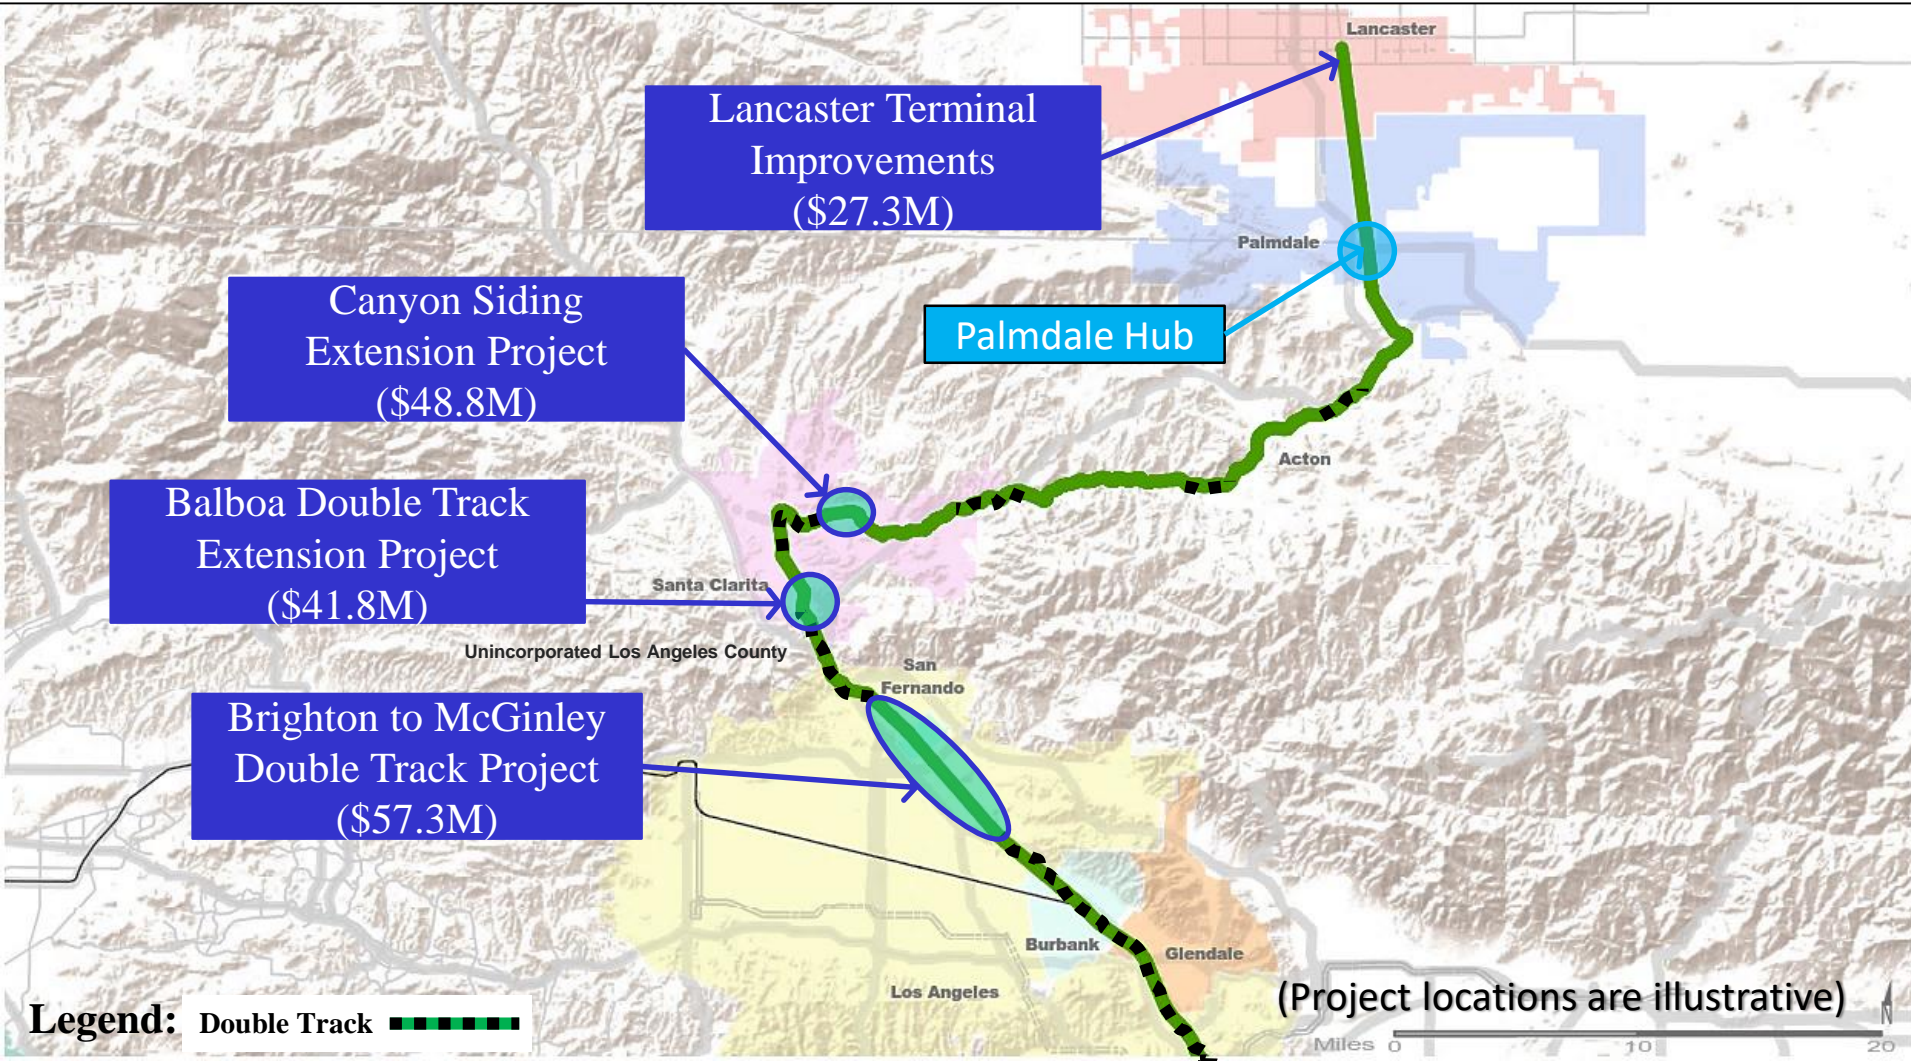 Lancaster
Lancaster Terminal
Improvements
($27.3M)
Palmdale
Canyon Siding
Extension Project
($48.8M)
Palmdale Hub
Acton
Balboa Double Track
Extension Project
($41.8M)
Santa Clarita
Unincorporated Los Angeles County
San
Fernando
Brighton to McGinley
Double Track Project
($57.3M)
Burbank
Glendale
Los Angeles
(Project locations are illustrative)
N
Legend: Double Track
Miles 0 10 20